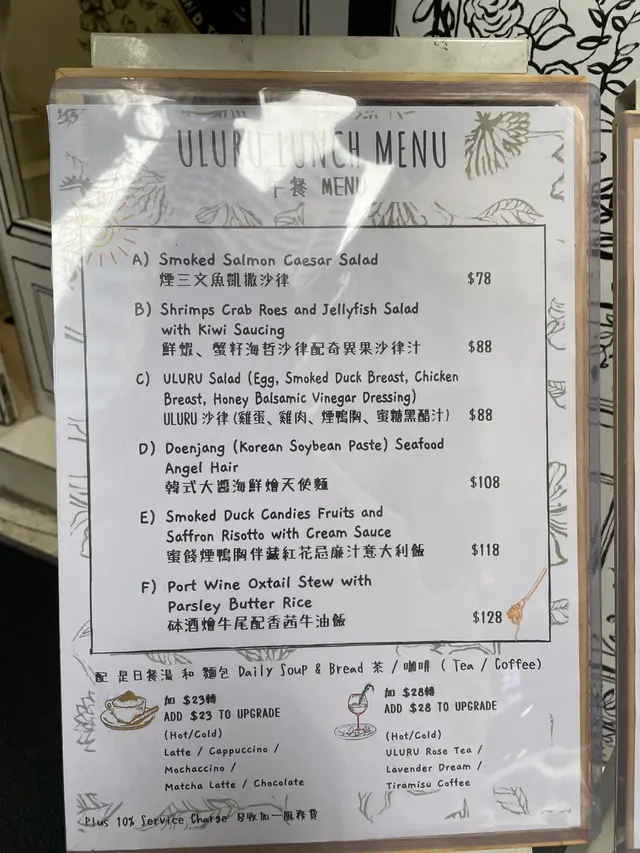 ULURU LUNCH MENU
午餐 MENU
A) Smoked Salmon Caesar Salad
煙三文魚凱撒沙律 $78
B) Shrimps Crab Roes and Jellyfish Salad
with Kiwi Saucing
鮮蝦、蟹籽海哲沙律配奇異果沙律汁 $88
C) ULURU Salad (Egg, Smoked Duck Breast, Chicken
Breast, Honey Balsamic Vinegar Dressing)
ULURU 沙律 (雞蛋、雞肉、煙鴨胸、蜜糖黑醋汁) $88
D) Doenjang (Korean Soybean Paste) Seafood
Angel Hair
韓式大醬海鮮燴天使麵 $108
E) Smoked Duck Candies Fruits and
Saffron Risotto with Cream Sauce
蜜餞煙鴨胸伴藏紅花忌廉汁意大利飯 $118
F) Port Wine Oxtail Stew with
Parsley Butter Rice
砵酒燴牛尾配香茜牛油飯 $128
配 是日餐湯 和 麵包 Daily Soup & Bread 茶 / 咖啡 ( Tea / Coffee)
加 $23轉
ADD $23 TO UPGRADE
(Hot/Cold)
Latte / Cappuccino /
Mochaccino /
Matcha Latte / Chocolate
加 $28轉
ADD $28 TO UPGRADE
(Hot/Cold)
ULURU Rose Tea /
Lavender Dream /
Tiramisu Coffee
Plus 10% Service Charge 另收加一服務費